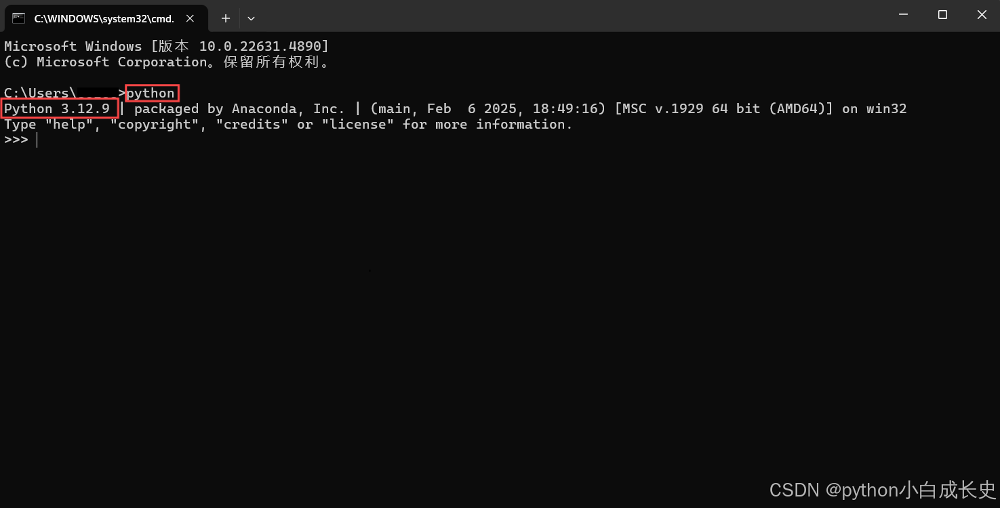 C:\WINDOWS\system32\cmd.
Microsoft Windows [版本 10.0.22631.4890]
(c) Microsoft Corporation。保留所有权利。
C:\Users\ >python
Python 3.12.9 | packaged by Anaconda, Inc. | (main, Feb  6 2025, 18:49:16) [MSC v.1929 64 bit (AMD64)] on win32
Type "help", "copyright", "credits" or "license" for more information.
>>>
CSDN @python小白成长史